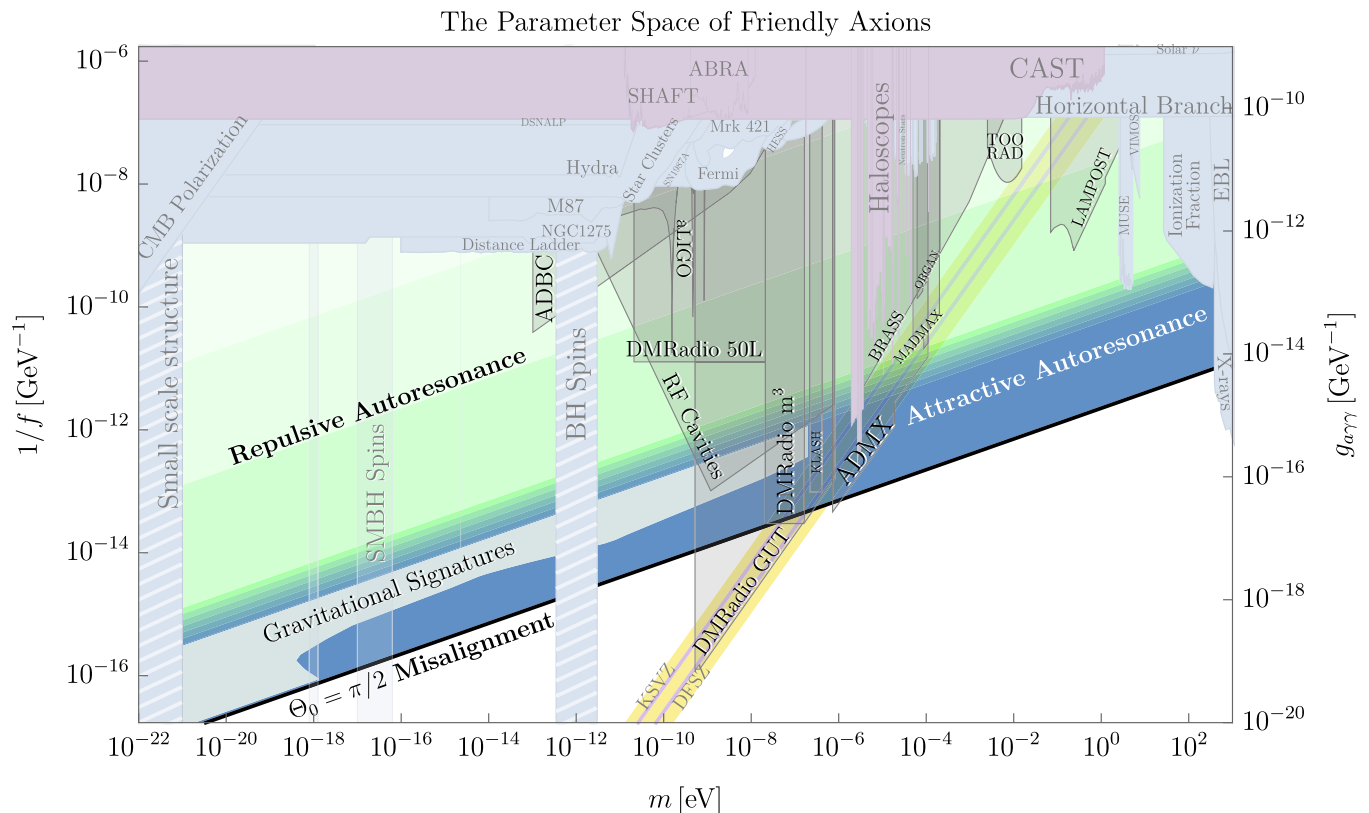 The Parameter Space of Friendly Axions
Solar ν
ABRA
CAST
SHAFT
Horizontal Branch
Haloscopes
CMB Polarization
DSNALP
Star Clusters
Mrk 421
HESS
Neutron Stars
TOO
RAD
VIMOS
Hydra
SN1987A
Fermi
LAMPOST
MUSE
Ionization
Fraction
EBL
M87
NGC1275
Distance Ladder
aLIGO
ORGAN
Small scale structure
ADBC
BH Spins
DMRadio 50L
BRASS
MADMAX
Attractive Autoresonance
X-rays
Repulsive Autoresonance
RF Cavities
DMRadio m³
KLASH
ADMX
SMBH Spins
Gravitational Signatures
DMRadio GUT
Θ₀ = π/2 Misalignment
KSVZ
DFSZ
10⁻⁶
10⁻⁸
10⁻¹⁰
10⁻¹²
10⁻¹⁴
10⁻¹⁶
1/f [GeV⁻¹]
10⁻¹⁰
10⁻¹²
10⁻¹⁴
10⁻¹⁶
10⁻¹⁸
10⁻²⁰
g_aγγ [GeV⁻¹]
10⁻²² 10⁻²⁰ 10⁻¹⁸ 10⁻¹⁶ 10⁻¹⁴ 10⁻¹² 10⁻¹⁰ 10⁻⁸ 10⁻⁶ 10⁻⁴ 10⁻² 10⁰ 10²
m [eV]